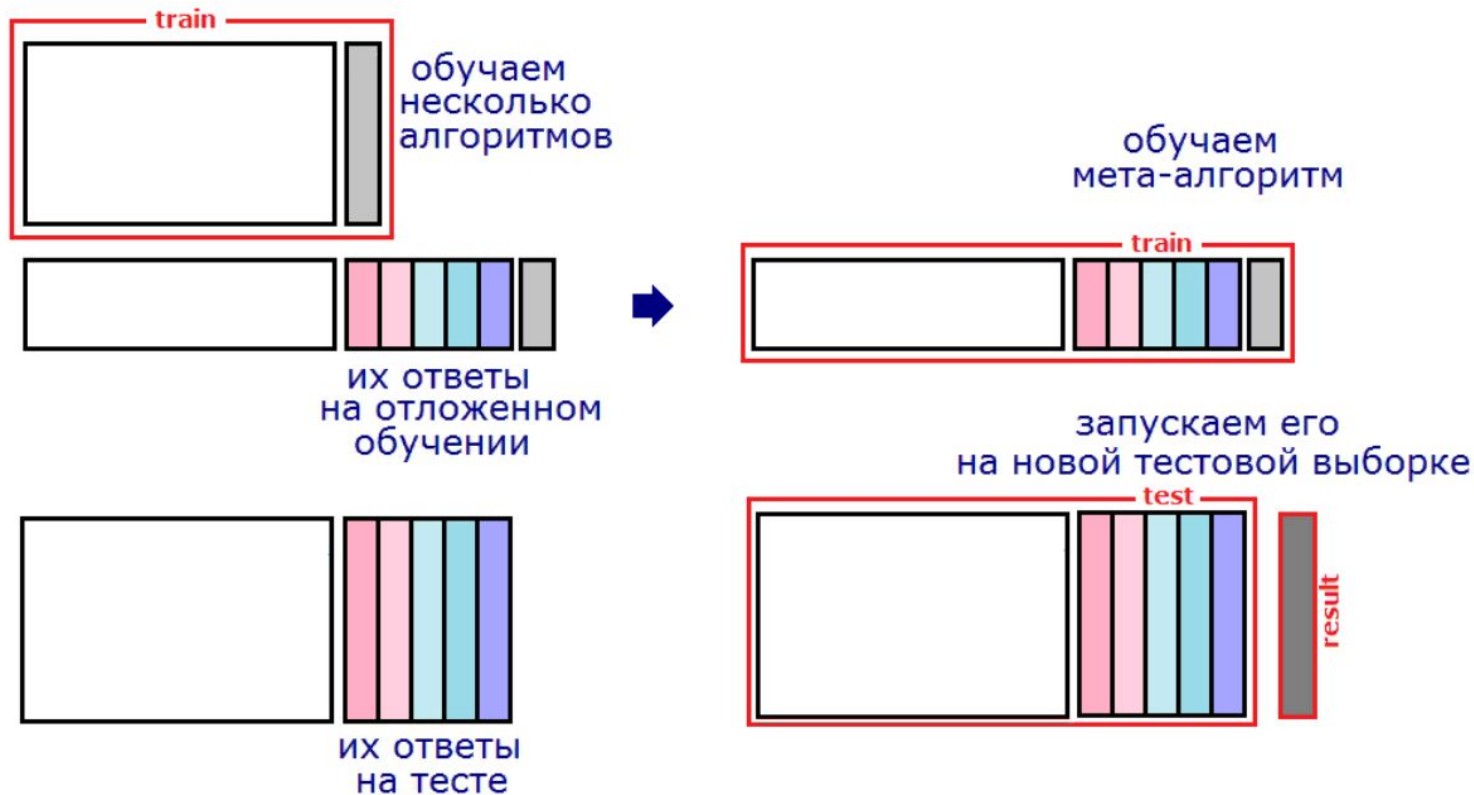 train
обучаем
несколько
алгоритмов
их ответы
на отложенном
обучении
их ответы
на тесте
обучаем
мета-алгоритм
train
запускаем его
на новой тестовой выборке
test
result